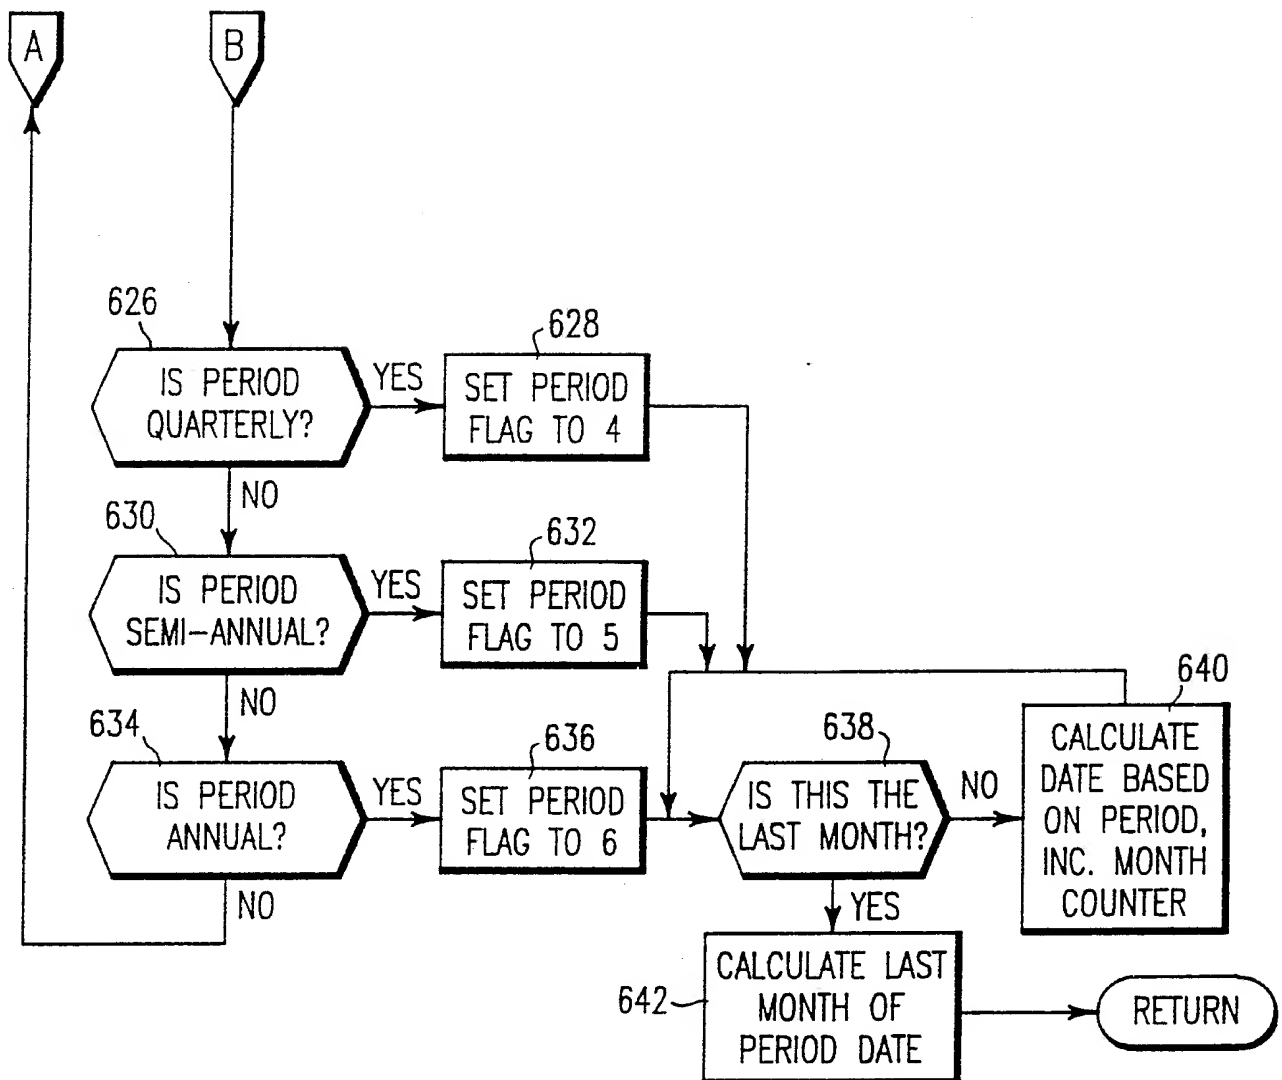 A
B
626
IS PERIOD
QUARTERLY?
YES
628
SET PERIOD
FLAG TO 4
NO
630
IS PERIOD
SEMI-ANNUAL?
YES
632
SET PERIOD
FLAG TO 5
NO
634
IS PERIOD
ANNUAL?
YES
636
SET PERIOD
FLAG TO 6
NO
638
IS THIS THE
LAST MONTH?
NO
640
CALCULATE
DATE BASED
ON PERIOD,
INC. MONTH
COUNTER
YES
642
CALCULATE LAST
MONTH OF
PERIOD DATE
RETURN